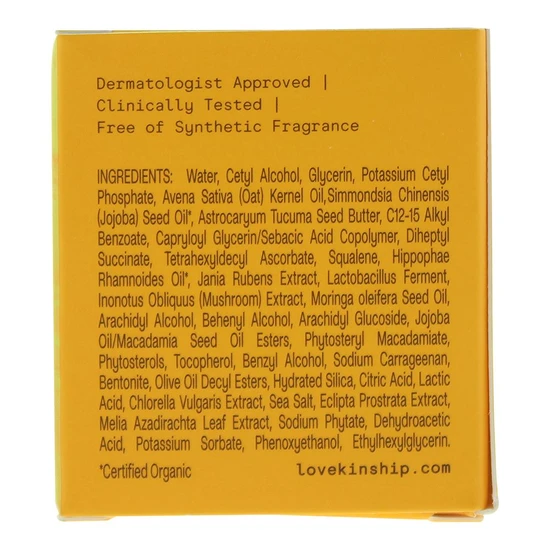 Dermatologist Approved |
Clinically Tested |
Free of Synthetic Fragrance
INGREDIENTS: Water, Cetyl Alcohol, Glycerin, Potassium Cetyl
Phosphate, Avena Sativa (Oat) Kernel Oil,Simmondsia Chinensis
(Jojoba) Seed Oil*, Astrocaryum Tucuma Seed Butter, C12-15 Alkyl
Benzoate, Capryloyl Glycerin/Sebacic Acid Copolymer, Diheptyl
Succinate, Tetrahexyldecyl Ascorbate, Squalene, Hippophae
Rhamnoides Oil*, Jania Rubens Extract, Lactobacillus Ferment,
Inonotus Obliquus (Mushroom) Extract, Moringa oleifera Seed Oil,
Arachidyl Alcohol, Behenyl Alcohol, Arachidyl Glucoside, Jojoba
Oil/Macadamia Seed Oil Esters, Phytosteryl Macadamiate,
Phytosterols, Tocopherol, Benzyl Alcohol, Sodium Carrageenan,
Bentonite, Olive Oil Decyl Esters, Hydrated Silica, Citric Acid, Lactic
Acid, Chlorella Vulgaris Extract, Sea Salt, Eclipta Prostrata Extract,
Melia Azadirachta Leaf Extract, Sodium Phytate, Dehydroacetic
Acid, Potassium Sorbate, Phenoxyethanol, Ethylhexylglycerin.
*Certified Organic
lovekinship.com